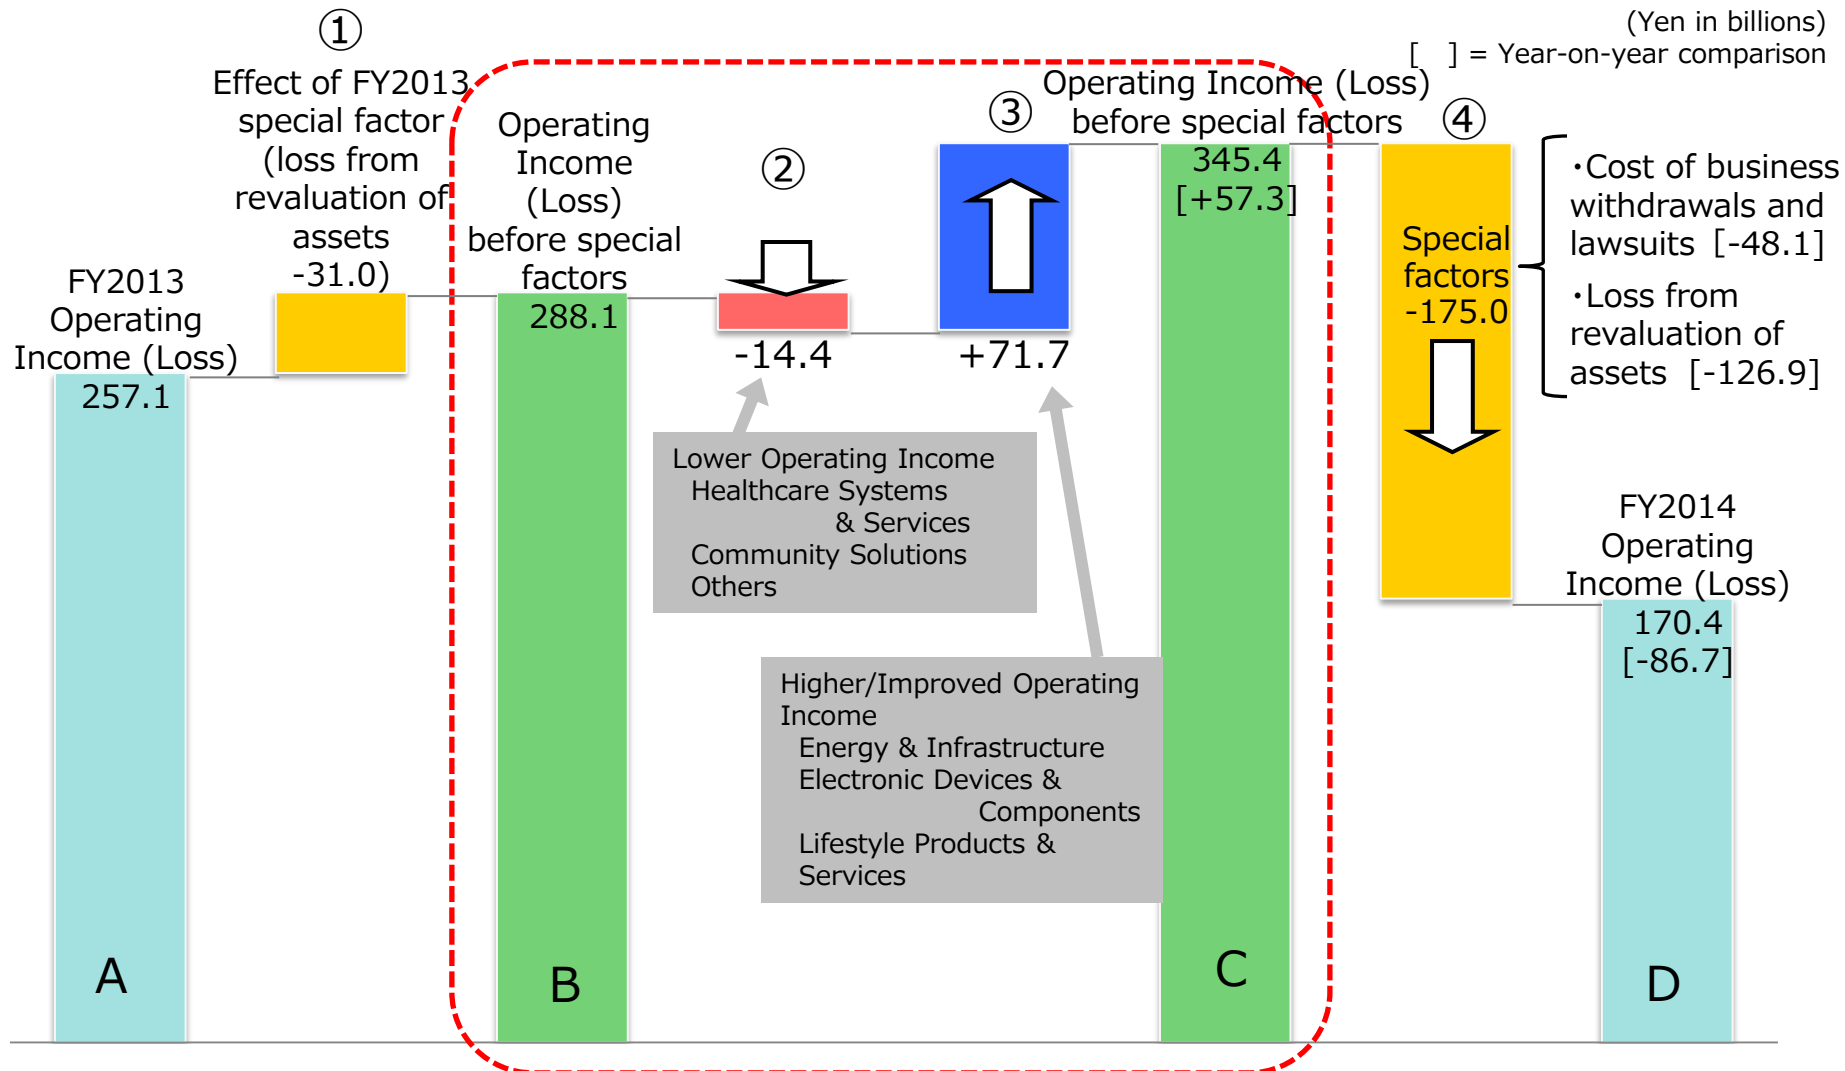 (Yen in billions)
[　] = Year-on-year comparison
①
Effect of FY2013
special factor
(loss from
revaluation of
assets
-31.0)
FY2013
Operating
Income (Loss)
257.1
A
Operating
Income
(Loss)
before special
factors
288.1
B
②
-14.4
Lower Operating Income
Healthcare Systems
& Services
Community Solutions
Others
③
+71.7
Higher/Improved Operating
Income
Energy & Infrastructure
Electronic Devices &
Components
Lifestyle Products &
Services
Operating Income (Loss)
before special factors
345.4
[+57.3]
C
④
Special
factors
-175.0
・Cost of business
withdrawals and
lawsuits [-48.1]
・Loss from
revaluation of
assets [-126.9]
FY2014
Operating
Income (Loss)
170.4
[-86.7]
D